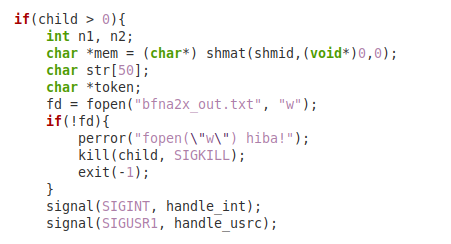 if(child > 0){
    int n1, n2;
    char *mem = (char*) shmat(shmid,(void*)0,0);
    char str[50];
    char *token;
    fd = fopen("bfna2x_out.txt", "w");
    if(!fd){
        perror("fopen(\"w\") hiba!");
        kill(child, SIGKILL);
        exit(-1);
    }
    signal(SIGINT, handle_int);
    signal(SIGUSR1, handle_usrc);